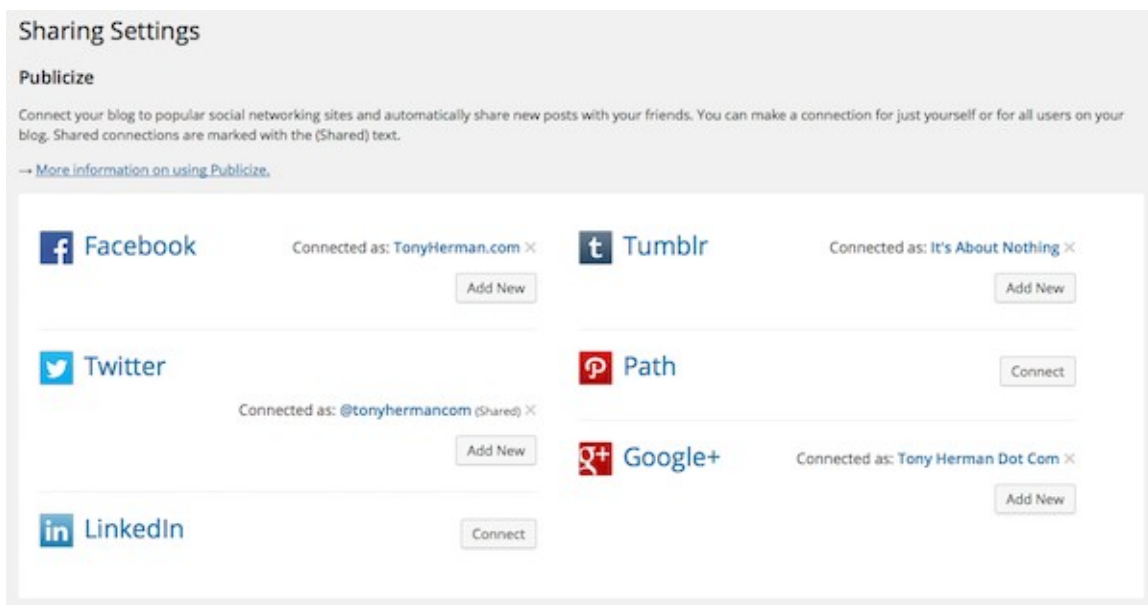 Sharing Settings
Publicize
Connect your blog to popular social networking sites and automatically share new posts with your friends. You can make a connection for just yourself or for all users on your
blog. Shared connections are marked with the (Shared) text.
→ More information on using Publicize.
Facebook
Connected as: TonyHerman.com ×
Add New
Twitter
Connected as: @tonyhermancom (Shared) ×
Add New
LinkedIn
Connect
Tumblr
Connected as: It's About Nothing ×
Add New
Path
Connect
Google+
Connected as: Tony Herman Dot Com ×
Add New